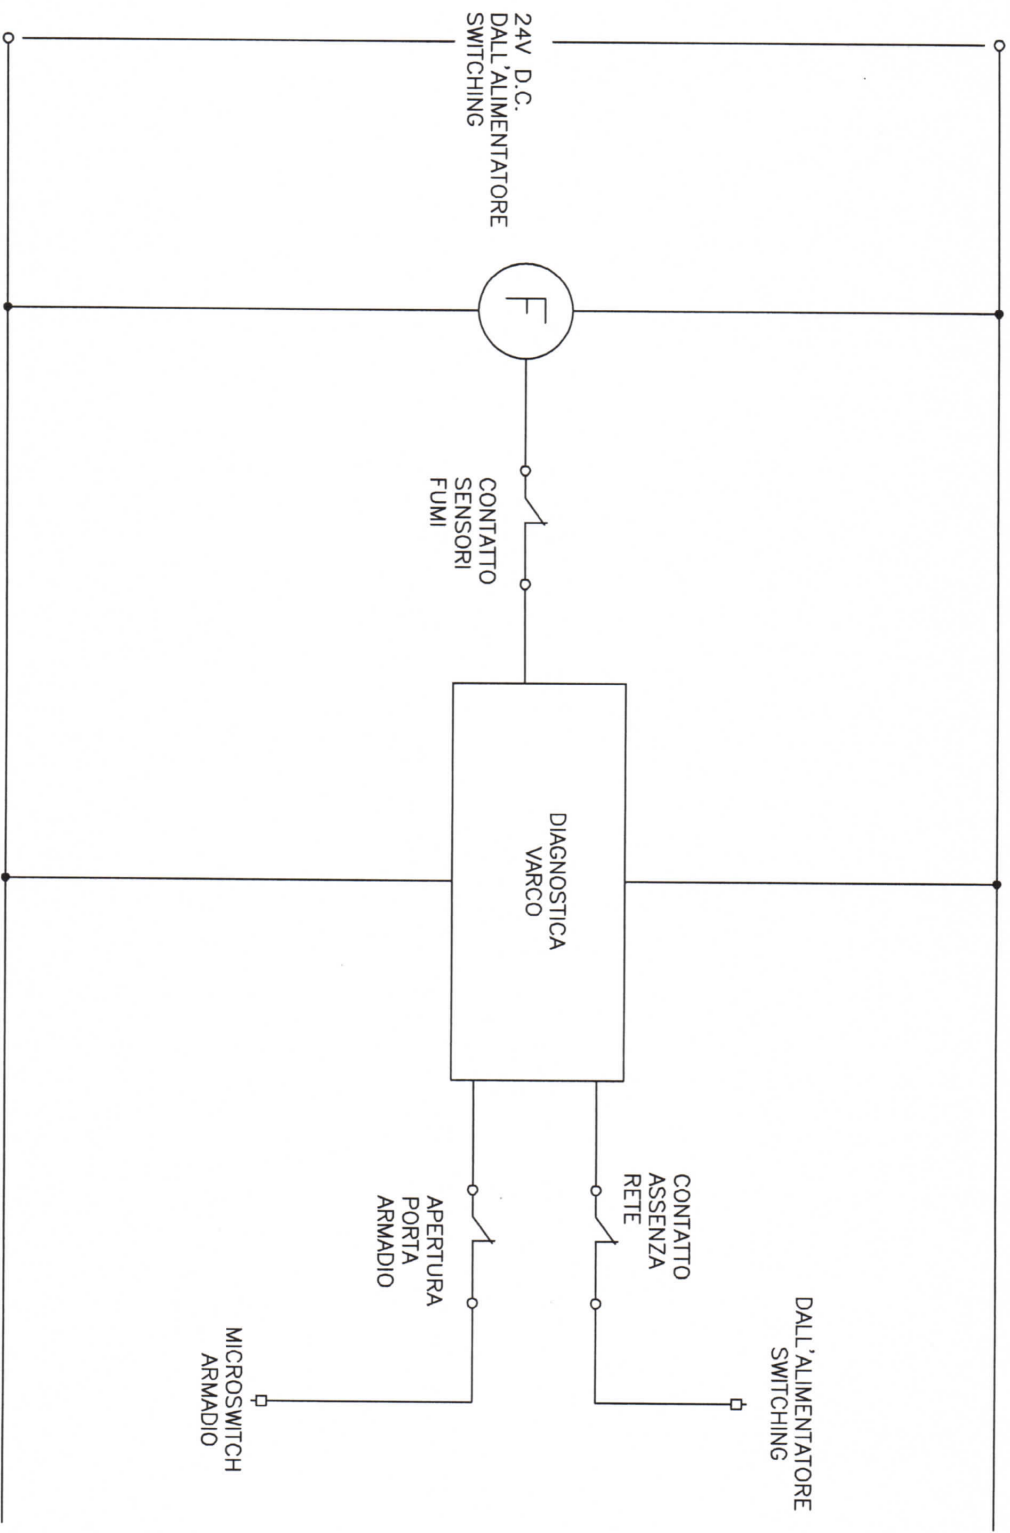 24V D.C.
DALL'ALIMENTATORE
SWITCHING
F
CONTATTO
SENSORI
FUMI
DIAGNOSTICA
VARCO
CONTATTO
ASSENZA
RETE
APERTURA
PORTA
ARMADIO
DALL'ALIMENTATORE
SWITCHING
MICROSWITCH
ARMADIO